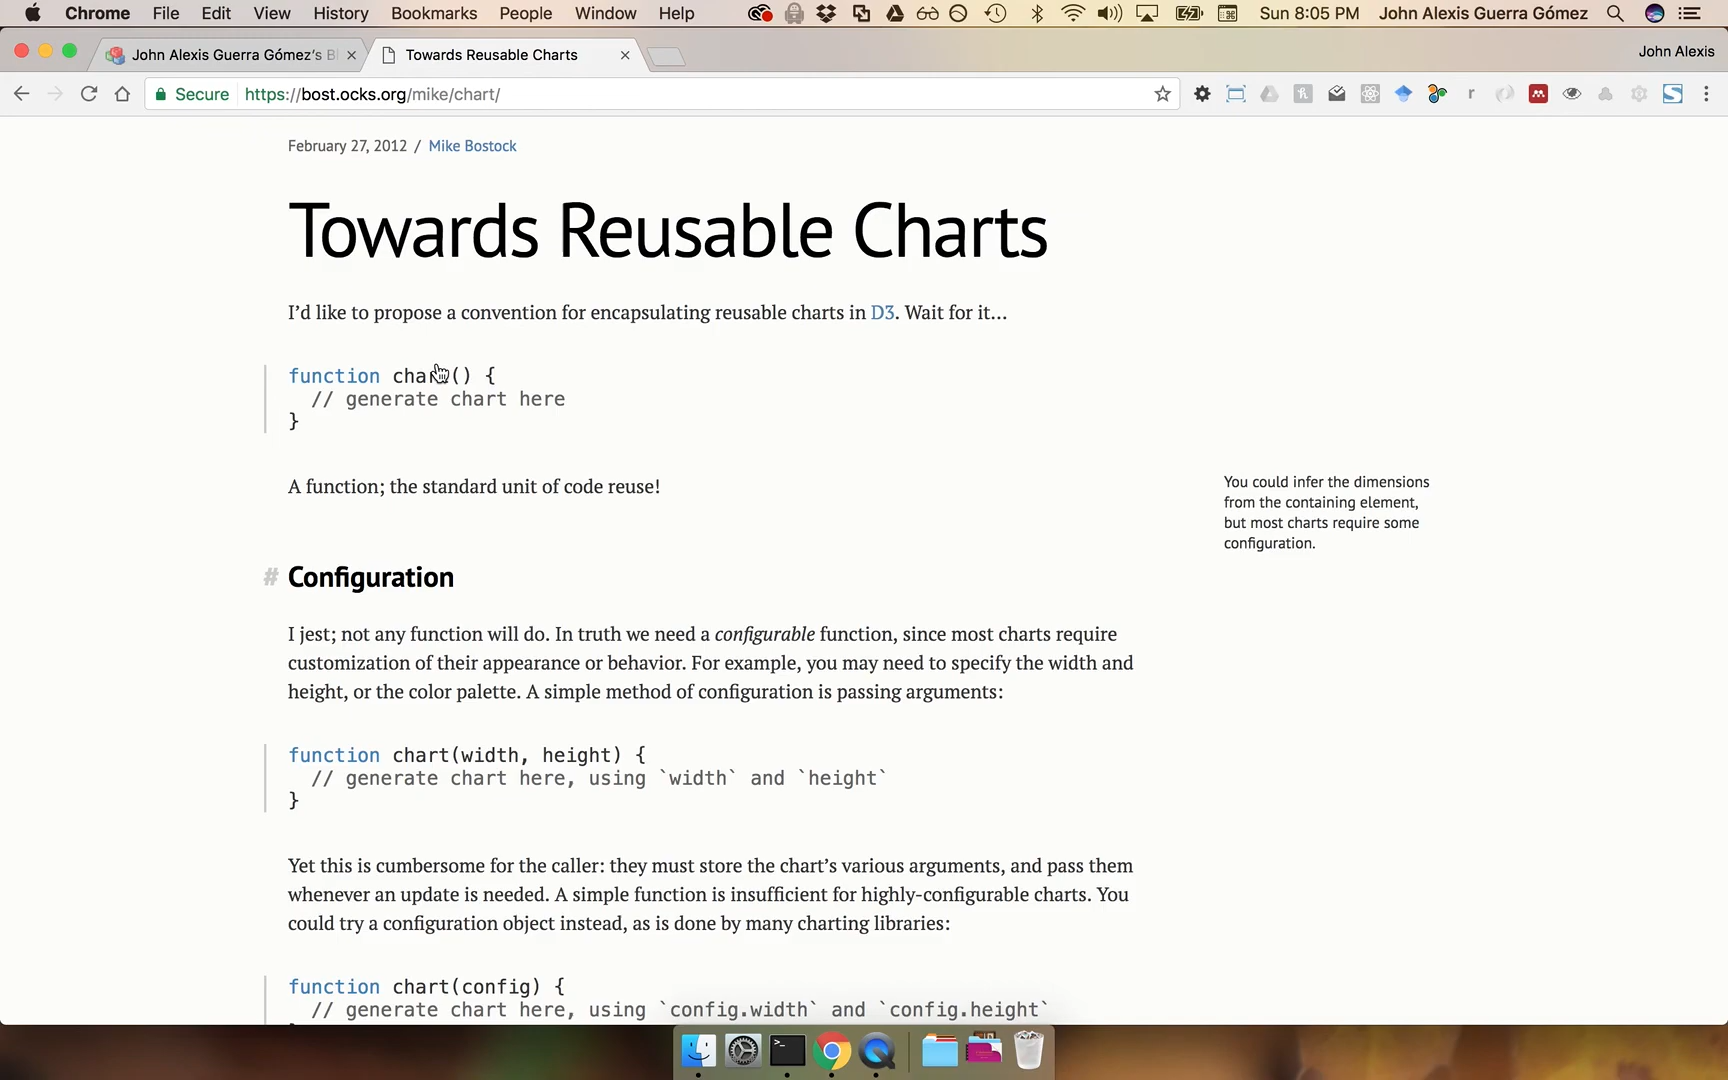 Chrome File Edit View History Bookmarks People Window Help Sun 8:05 PM John Alexis Guerra Gómez
John Alexis Guerra Gómez's Bl Towards Reusable Charts John Alexis
Secure https://bost.ocks.org/mike/chart/
February 27, 2012 / Mike Bostock
Towards Reusable Charts
I'd like to propose a convention for encapsulating reusable charts in D3. Wait for it…
function chart() {
// generate chart here
}
A function; the standard unit of code reuse!
You could infer the dimensions
from the containing element,
but most charts require some
configuration.
# Configuration
I jest; not any function will do. In truth we need a configurable function, since most charts require
customization of their appearance or behavior. For example, you may need to specify the width and
height, or the color palette. A simple method of configuration is passing arguments:
function chart(width, height) {
// generate chart here, using `width` and `height`
}
Yet this is cumbersome for the caller: they must store the chart's various arguments, and pass them
whenever an update is needed. A simple function is insufficient for highly-configurable charts. You
could try a configuration object instead, as is done by many charting libraries:
function chart(config) {
// generate chart here, using `config.width` and `config.height`